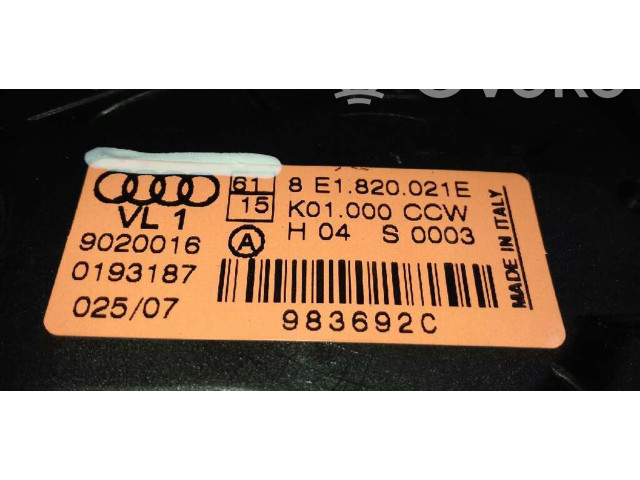 61
15
8 E1.820.021E
VL 1
K01.000 CCW
9020016
A
H 04 S 0003
0193187
025/07
983692C
MADE IN ITALY